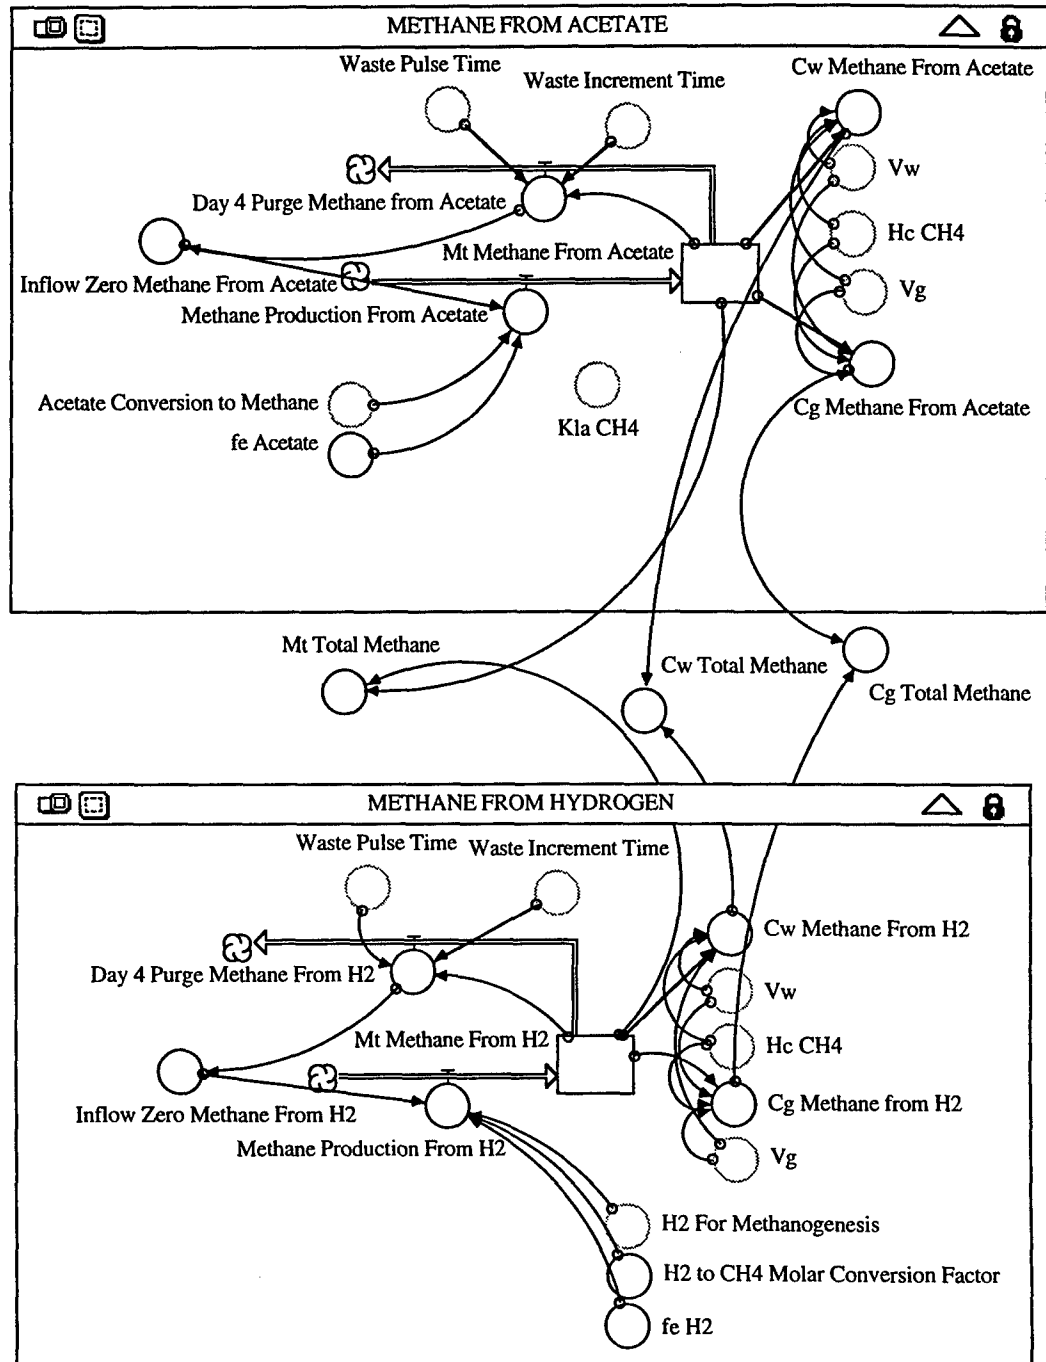 METHANE FROM ACETATE
Waste Pulse Time
Waste Increment Time
Cw Methane From Acetate
Vw
Day 4 Purge Methane from Acetate
Hc CH4
Mt Methane From Acetate
Inflow Zero Methane From Acetate
Vg
Methane Production From Acetate
Acetate Conversion to Methane
Cg Methane From Acetate
Kla CH4
fe Acetate
Mt Total Methane
Cw Total Methane
Cg Total Methane
METHANE FROM HYDROGEN
Waste Pulse Time
Waste Increment Time
Cw Methane From H2
Day 4 Purge Methane From H2
Vw
Mt Methane From H2
Hc CH4
Inflow Zero Methane From H2
Cg Methane from H2
Methane Production From H2
Vg
H2 For Methanogenesis
H2 to CH4 Molar Conversion Factor
fe H2